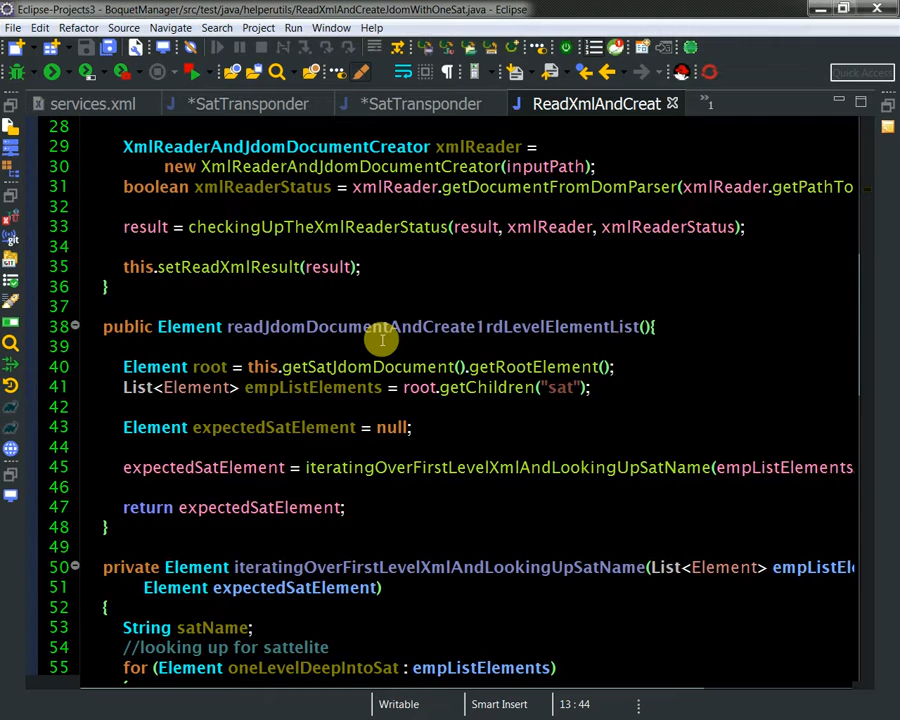 Eclipse-Projects3 - BoquetManager/src/test/java/helperutils/ReadXmlAndCreateJdomWithOneSat.java - Eclipse
File Edit Refactor Source Navigate Search Project Run Window Help
Quick Access
services.xml *SatTransponder *SatTransponder ReadXmlAndCreat »1
28
29 XmlReaderAndJdomDocumentCreator xmlReader =
30 new XmlReaderAndJdomDocumentCreator(inputPath);
31 boolean xmlReaderStatus = xmlReader.getDocumentFromDomParser(xmlReader.getPathTo
32
33 result = checkingUpTheXmlReaderStatus(result, xmlReader, xmlReaderStatus);
34
35 this.setReadXmlResult(result);
36 }
37
38 public Element readJdomDocumentAndCreate1rdLevelElementList(){
39
40 Element root = this.getSatJdomDocument().getRootElement();
41 List<Element> empListElements = root.getChildren("sat");
42
43 Element expectedSatElement = null;
44
45 expectedSatElement = iteratingOverFirstLevelXmlAndLookingUpSatName(empListElements,
46
47 return expectedSatElement;
48 }
49
50 private Element iteratingOverFirstLevelXmlAndLookingUpSatName(List<Element> empListEl
51 Element expectedSatElement)
52 {
53 String satName;
54 //looking up for sattelite
55 for (Element oneLevelDeepIntoSat : empListElements)
Writable Smart Insert 13 : 44